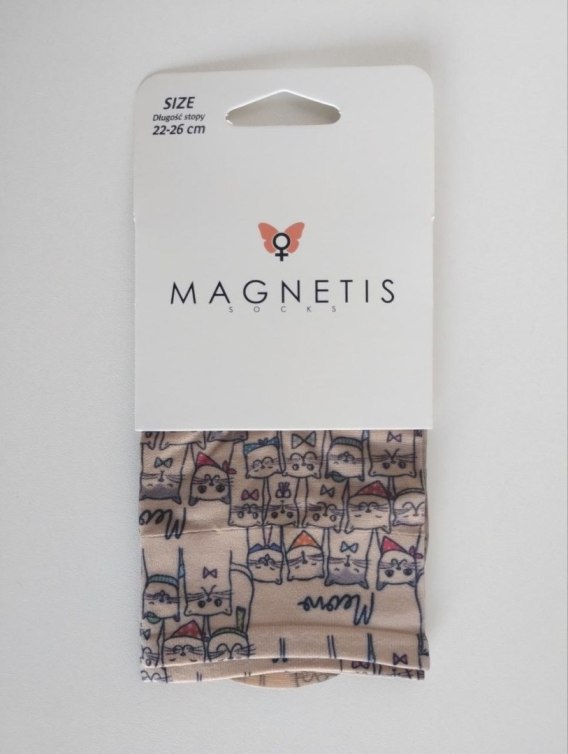 SIZE
Długość stopy
22-26 cm
MAGNETIS
SOCKS
Meow
Meow